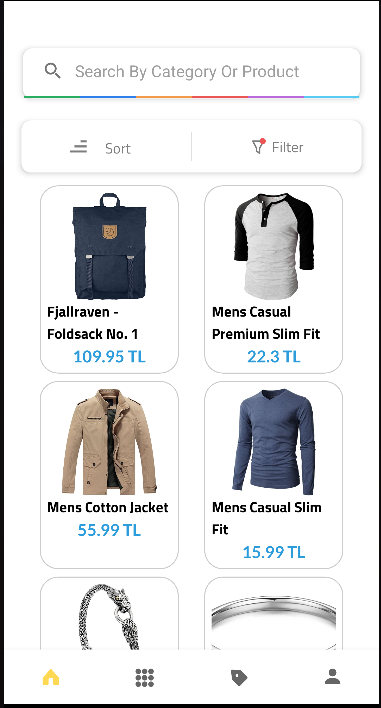 Search By Category Or Product
Sort
Filter
Fjallraven -
Foldsack No. 1
109.95 TL
Mens Casual
Premium Slim Fit
22.3 TL
Mens Cotton Jacket
55.99 TL
Mens Casual Slim
Fit
15.99 TL